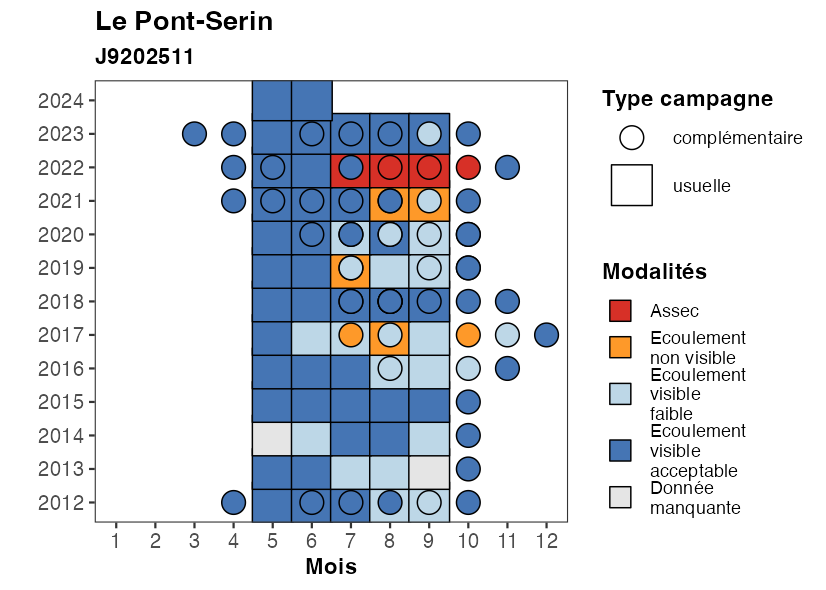 Le Pont-Serin
J9202511
2024
2023
2022
2021
2020
2019
2018
2017
2016
2015
2014
2013
2012
1 2 3 4 5 6 7 8 9 10 11 12
Mois
Type campagne
complémentaire
usuelle
Modalités
Assec
Ecoulement
non visible
Ecoulement
visible
faible
Ecoulement
visible
acceptable
Donnée
manquante